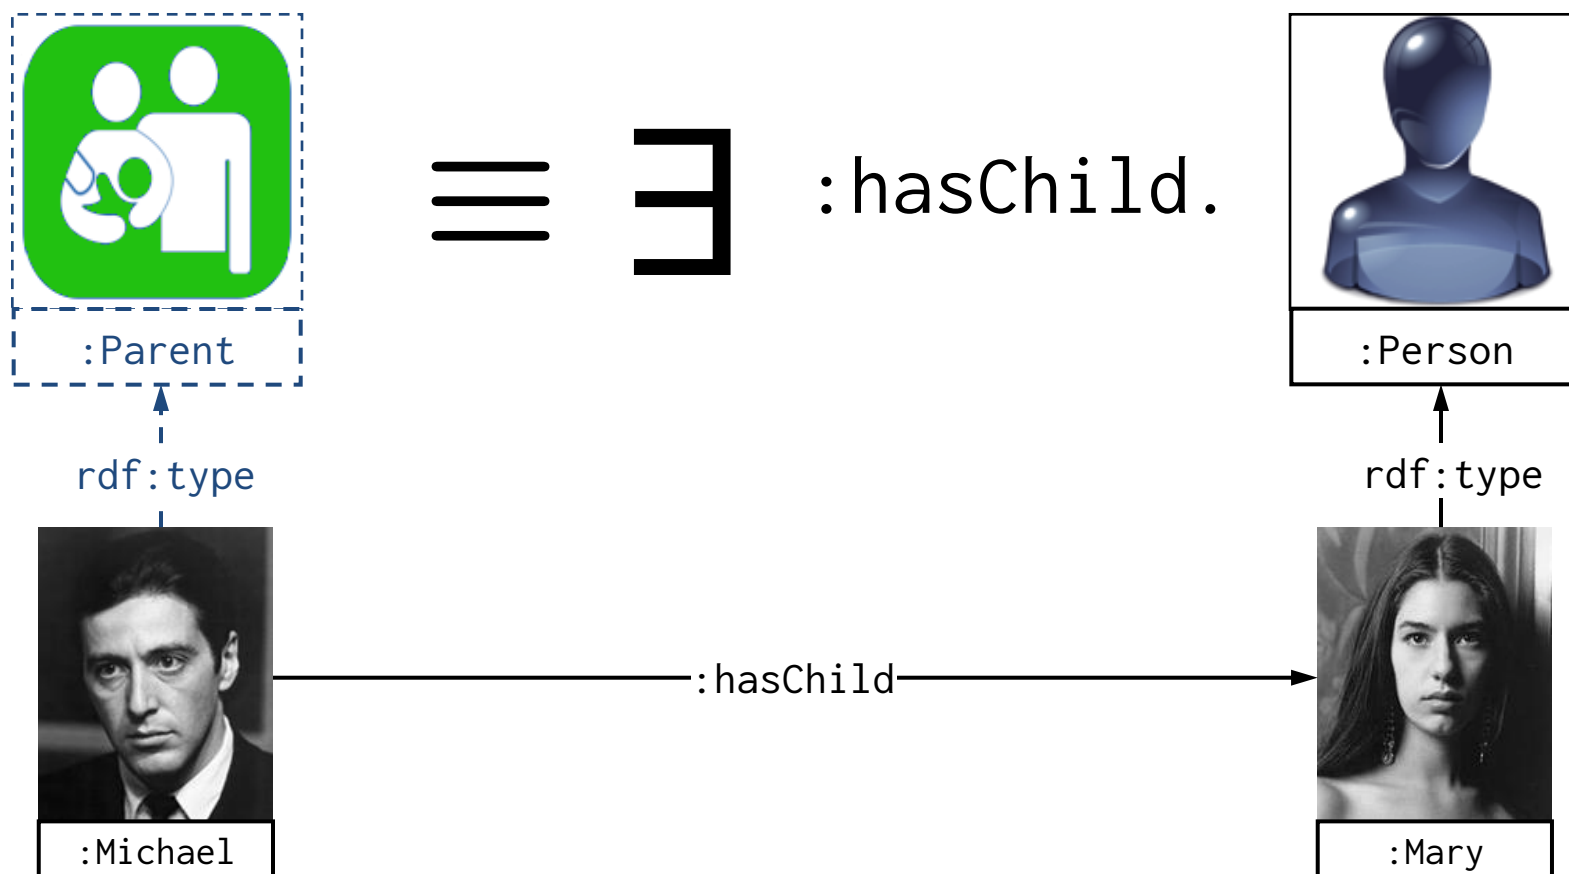 ≡ ∃ :hasChild.
:Parent
:Person
rdf:type
rdf:type
:hasChild
:Michael
:Mary